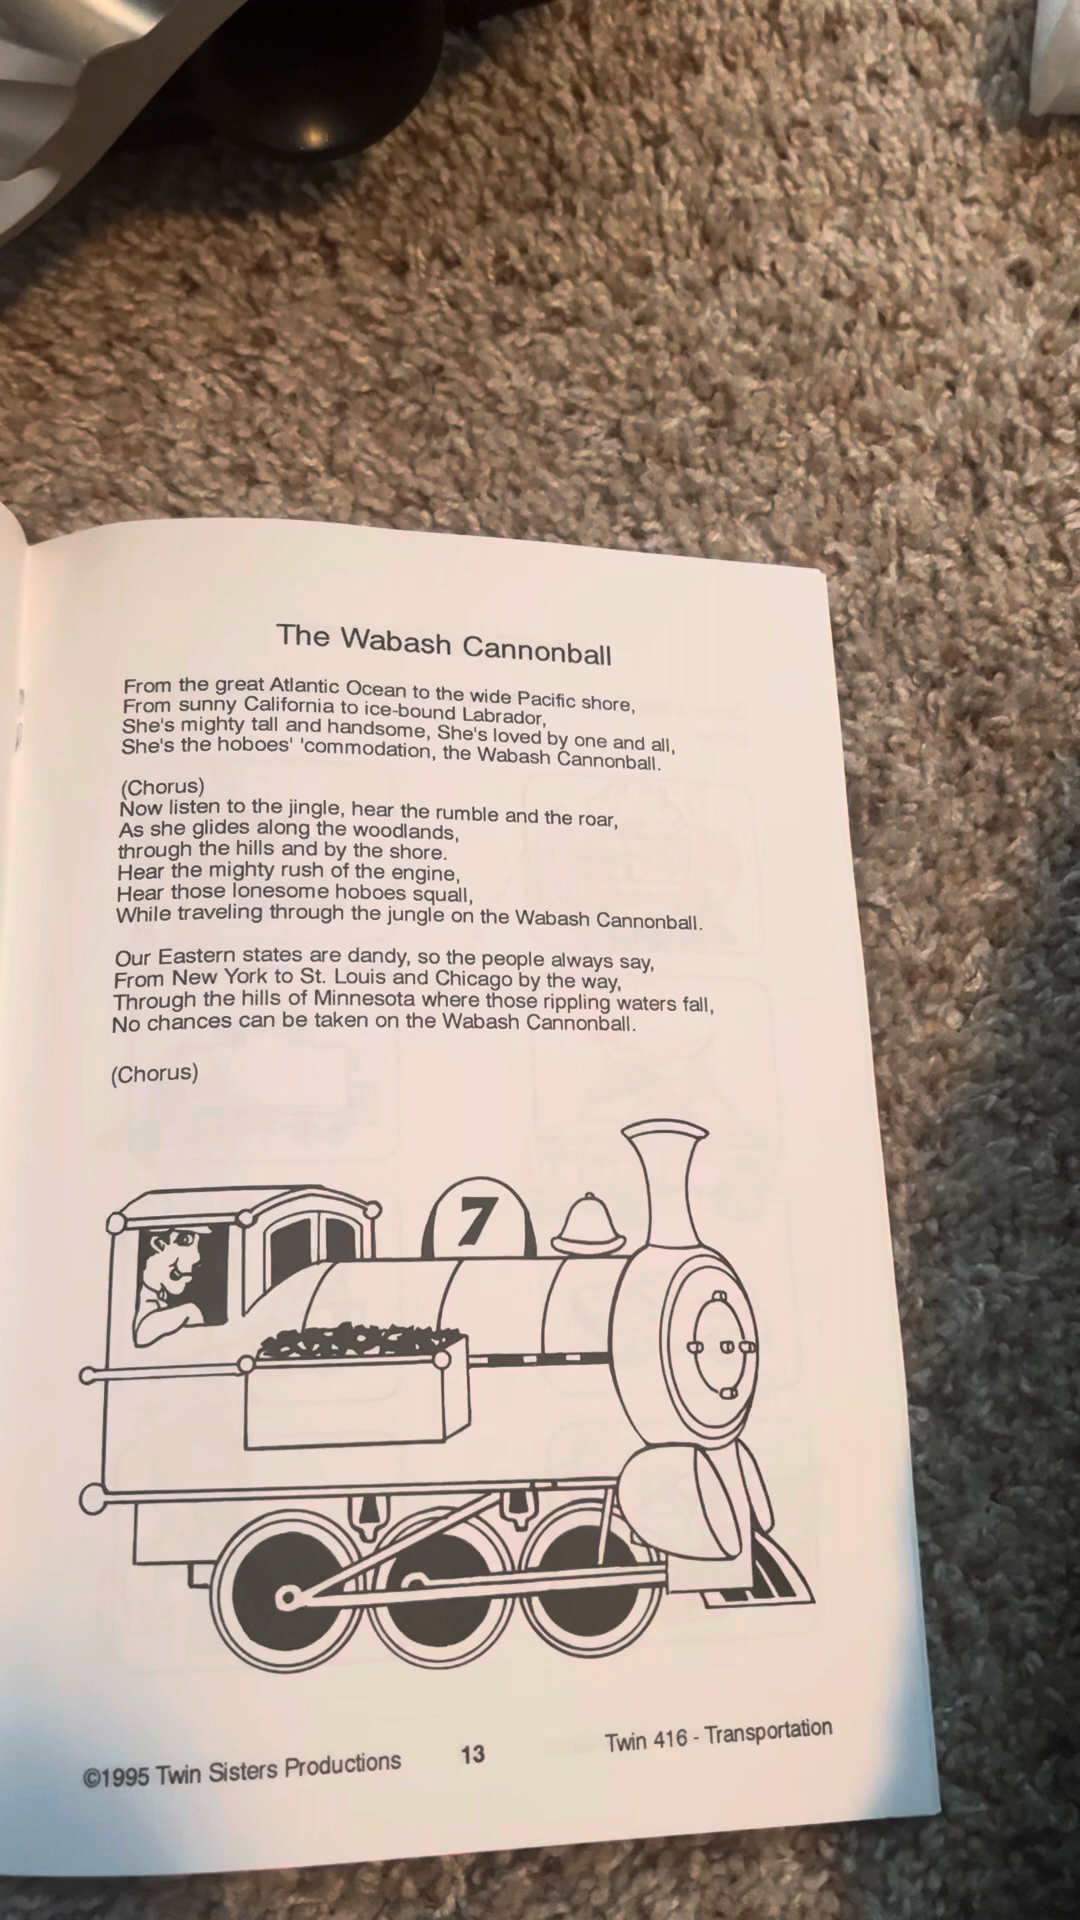 The Wabash Cannonball
From the great Atlantic Ocean to the wide Pacific shore,
From sunny California to ice-bound Labrador,
She's mighty tall and handsome, She's loved by one and all,
She's the hoboes' 'commodation, the Wabash Cannonball.
(Chorus)
Now listen to the jingle, hear the rumble and the roar,
As she glides along the woodlands,
through the hills and by the shore.
Hear the mighty rush of the engine,
Hear those lonesome hoboes squall,
While traveling through the jungle on the Wabash Cannonball.
Our Eastern states are dandy, so the people always say,
From New York to St. Louis and Chicago by the way,
Through the hills of Minnesota where those rippling waters fall,
No chances can be taken on the Wabash Cannonball.
(Chorus)
7
©1995 Twin Sisters Productions
13
Twin 416 - Transportation